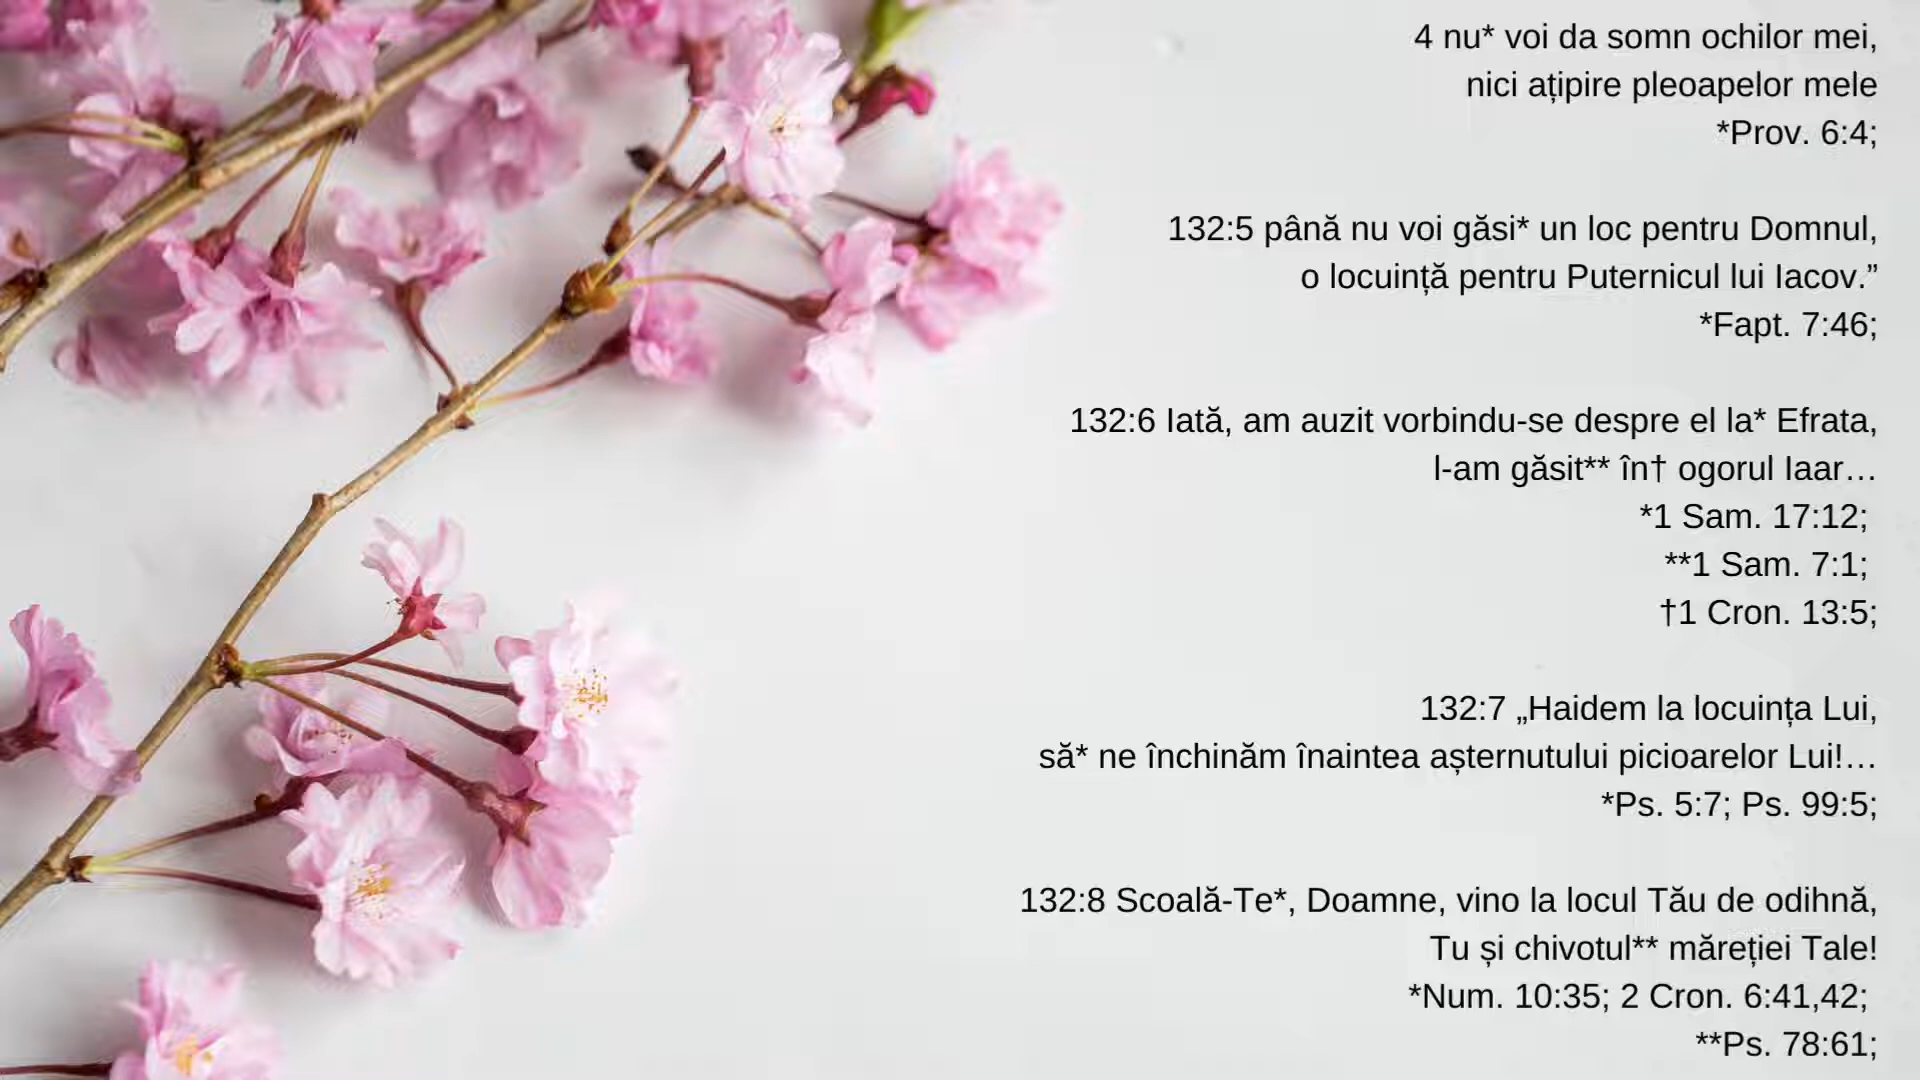 4 nu* voi da somn ochilor mei,
nici ațipire pleoapelor mele
*Prov. 6:4;
132:5 până nu voi găsi* un loc pentru Domnul,
o locuință pentru Puternicul lui Iacov.”
*Fapt. 7:46;
132:6 Iată, am auzit vorbindu-se despre el la* Efrata,
l-am găsit** în† ogorul Iaar…
*1 Sam. 17:12;
**1 Sam. 7:1;
†1 Cron. 13:5;
132:7 „Haidem la locuința Lui,
să* ne închinăm înaintea așternutului picioarelor Lui!…
*Ps. 5:7; Ps. 99:5;
132:8 Scoală-Te*, Doamne, vino la locul Tău de odihnă,
Tu și chivotul** măreției Tale!
*Num. 10:35; 2 Cron. 6:41,42;
**Ps. 78:61;